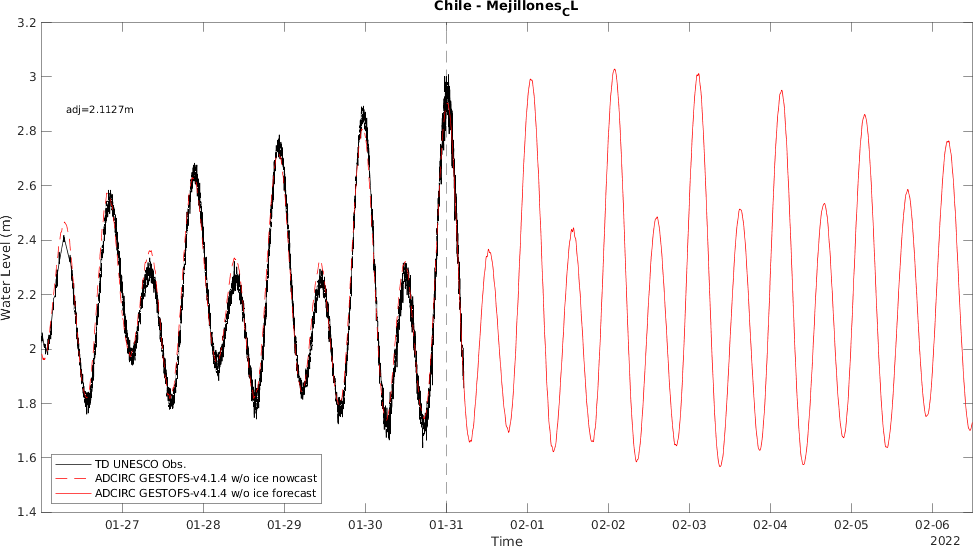 Chile - Mejillones_CL
3.2
3
2.8
2.6
2.4
2.2
2
1.8
1.6
1.4
Water Level (m)
adj=2.1127m
TD UNESCO Obs.
ADCIRC GESTOFS-v4.1.4 w/o ice nowcast
ADCIRC GESTOFS-v4.1.4 w/o ice forecast
01-27 01-28 01-29 01-30 01-31 02-01 02-02 02-03 02-04 02-05 02-06
Time
2022